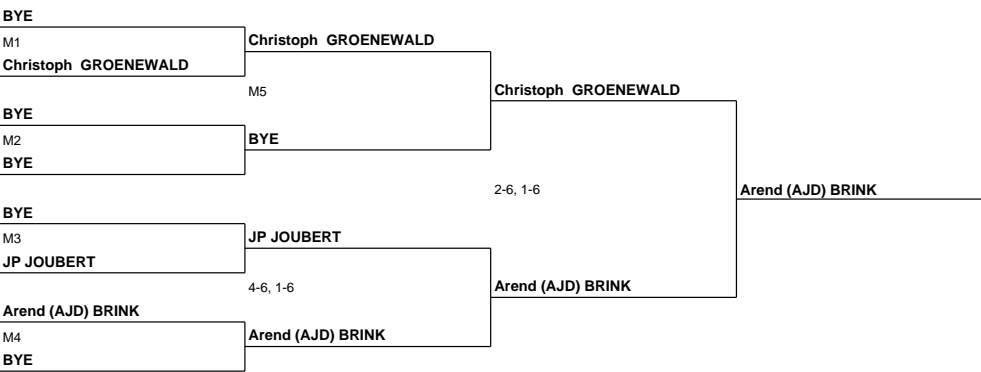 BYE
M1
Christoph GROENEWALD
Christoph GROENEWALD
M5
Christoph GROENEWALD
BYE
M2
BYE
BYE
2-6, 1-6
Arend (AJD) BRINK
BYE
M3
JP JOUBERT
JP JOUBERT
4-6, 1-6
Arend (AJD) BRINK
Arend (AJD) BRINK
M4
Arend (AJD) BRINK
BYE